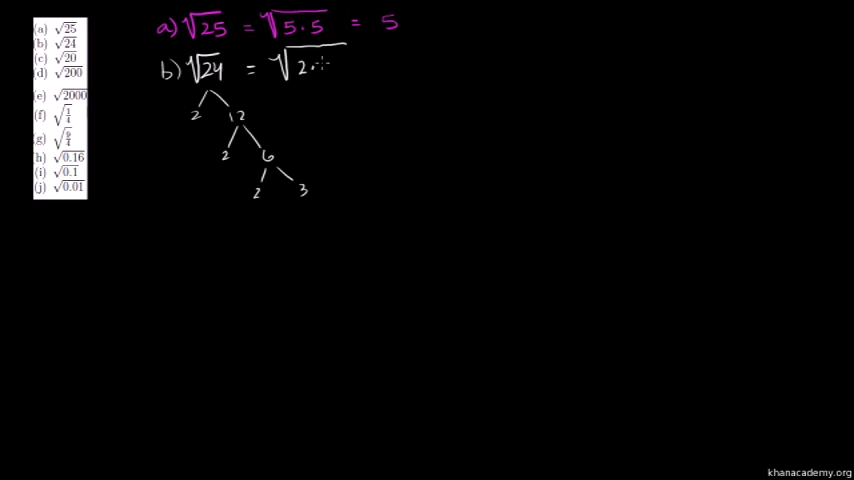 (a) √25
(b) √24
(c) √20
(d) √200
(e) √2000
(f) √(1/4)
(g) √(9/4)
(h) √0.16
(i) √0.1
(j) √0.01
a) √25 = √5·5 = 5
b) √24 = √2·
2 12
2 6
2 3
khanacademy.org